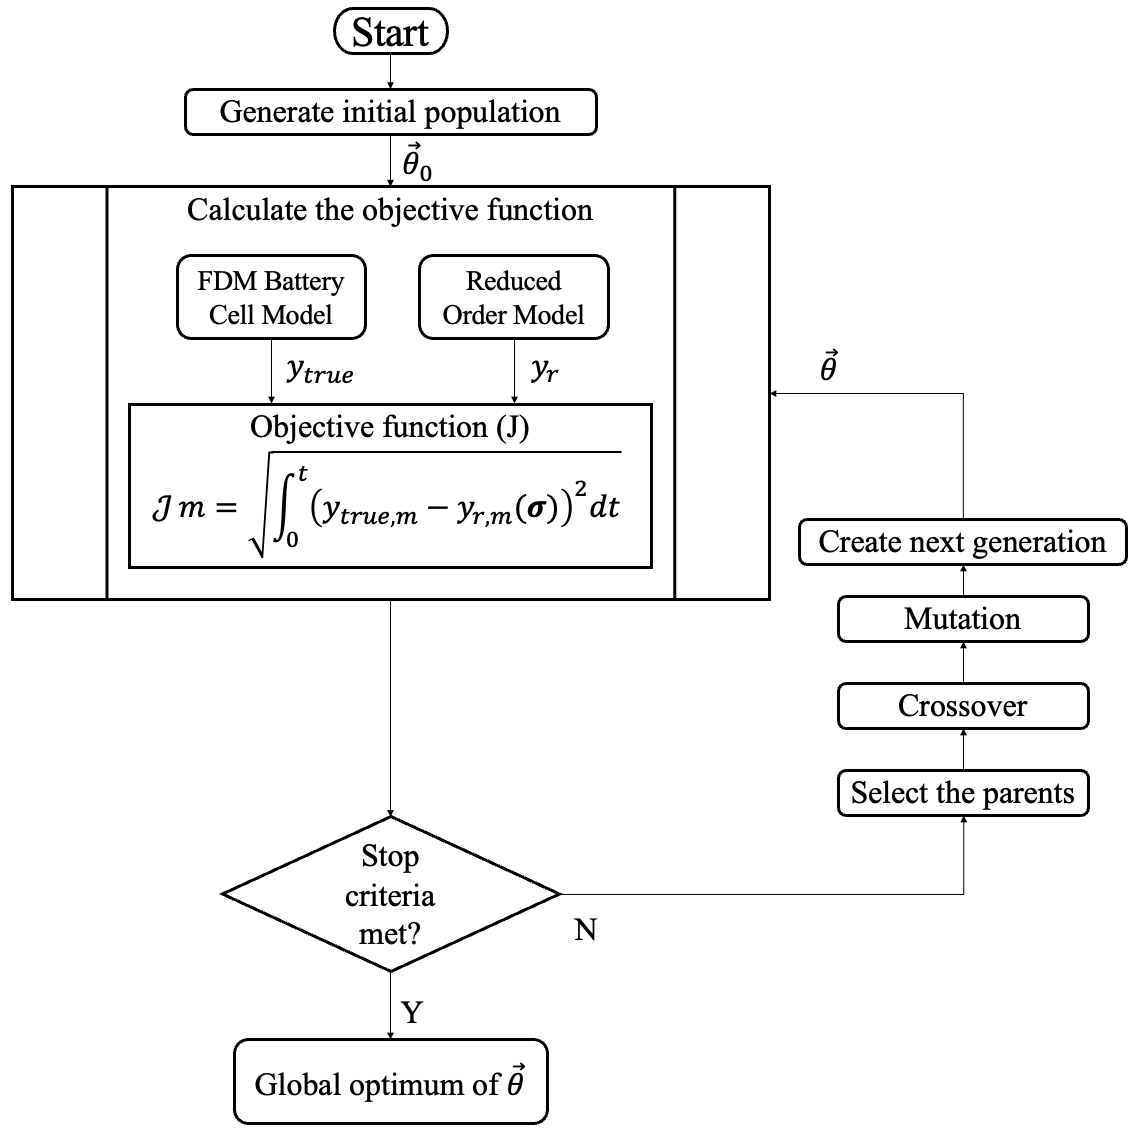 Start
Generate initial population
θ⃗₀
Calculate the objective function
FDM Battery
Cell Model
Reduced
Order Model
y_true
y_r
Objective function (J)
𝒥m = √(∫₀ᵗ (y_true,m − y_r,m(𝝈))² dt)
θ⃗
Create next generation
Mutation
Crossover
Select the parents
Stop
criteria
met?
N
Y
Global optimum of θ⃗